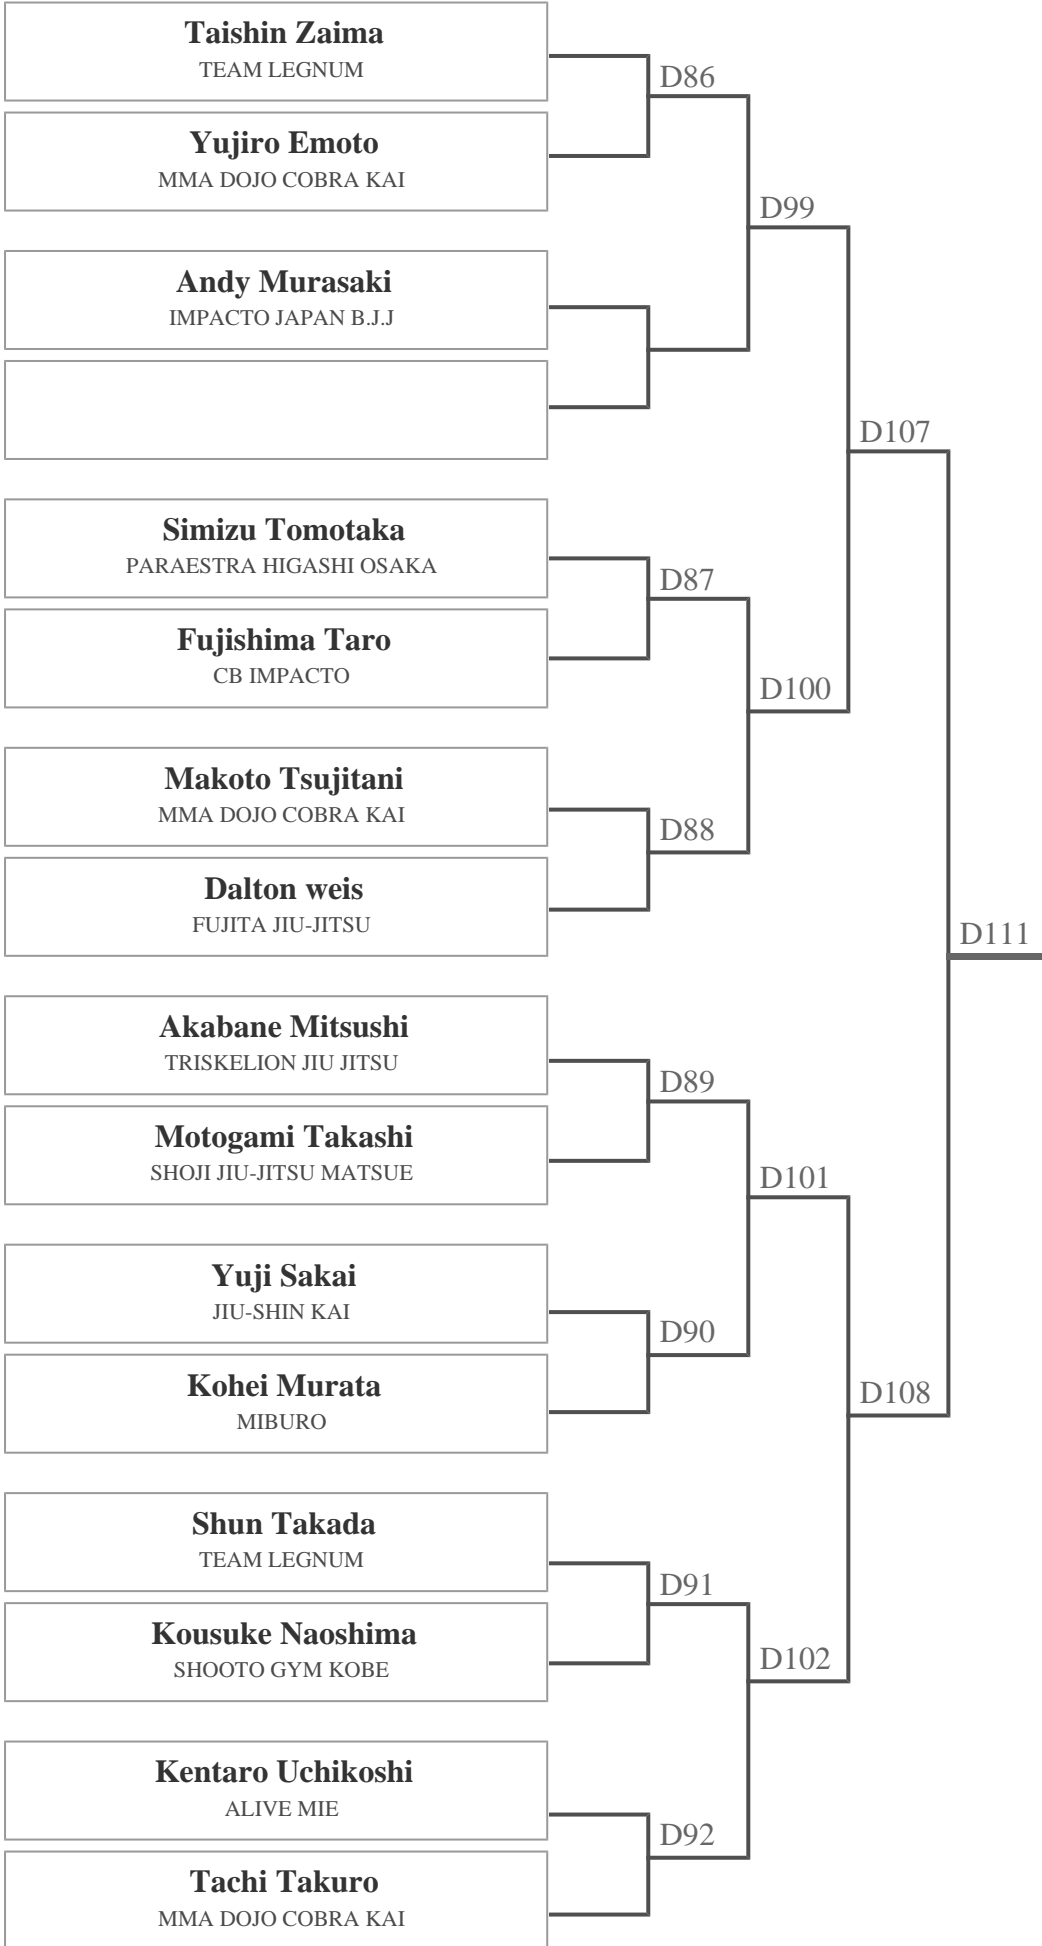 Taishin Zaima
TEAM LEGNUM
D86
Yujiro Emoto
MMA DOJO COBRA KAI
D99
Andy Murasaki
IMPACTO JAPAN B.J.J
D107
Simizu Tomotaka
PARAESTRA HIGASHI OSAKA
D87
Fujishima Taro
CB IMPACTO
D100
Makoto Tsujitani
MMA DOJO COBRA KAI
D88
Dalton weis
FUJITA JIU-JITSU
D111
Akabane Mitsushi
TRISKELION JIU JITSU
D89
Motogami Takashi
SHOJI JIU-JITSU MATSUE
D101
Yuji Sakai
JIU-SHIN KAI
D90
Kohei Murata
MIBURO
D108
Shun Takada
TEAM LEGNUM
D91
Kousuke Naoshima
SHOOTO GYM KOBE
D102
Kentaro Uchikoshi
ALIVE MIE
D92
Tachi Takuro
MMA DOJO COBRA KAI